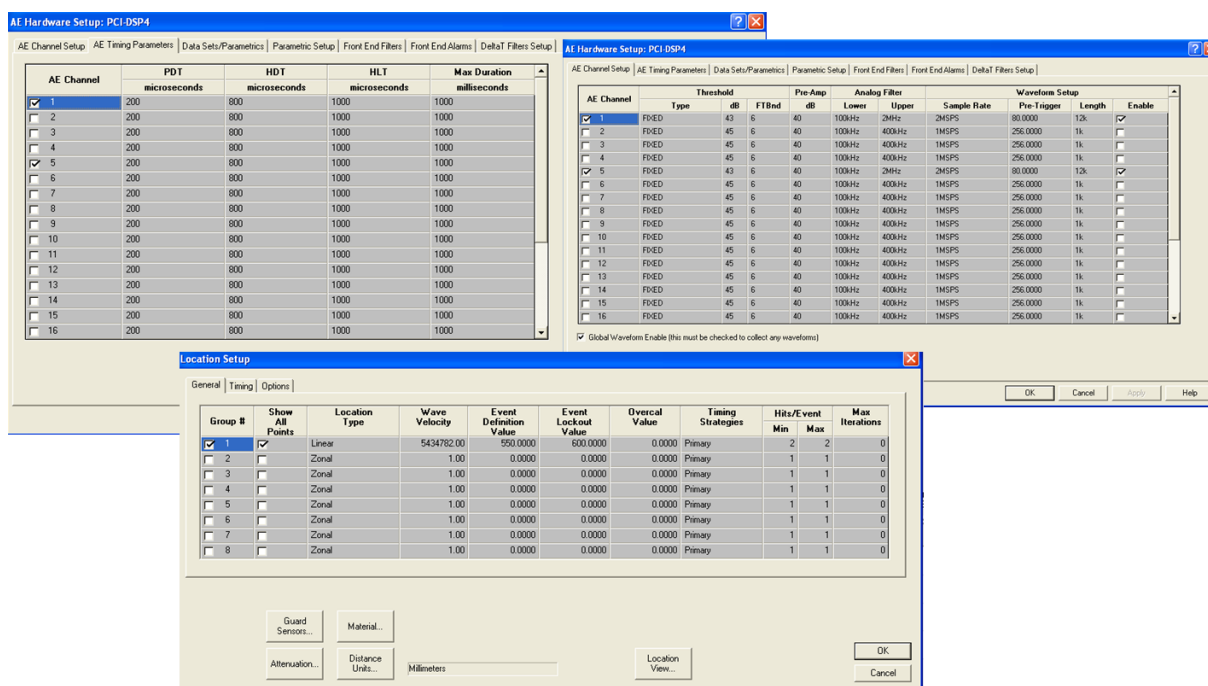 AE Hardware Setup: PCI-DSP4
AE Channel Setup AE Timing Parameters Data Sets/Parametrics Parametric Setup Front End Filters Front End Alarms DeltaT Filters Setup
AE Channel PDT HDT HLT Max Duration
microseconds microseconds microseconds milliseconds
1 200 800 1000 1000
2 200 800 1000 1000
3 200 800 1000 1000
4 200 800 1000 1000
5 200 800 1000 1000
6 200 800 1000 1000
7 200 800 1000 1000
8 200 800 1000 1000
9 200 800 1000 1000
10 200 800 1000 1000
11 200 800 1000 1000
12 200 800 1000 1000
13 200 800 1000 1000
14 200 800 1000 1000
15 200 800 1000 1000
16 200 800 1000 1000
AE Hardware Setup: PCI-DSP4
AE Channel Setup AE Timing Parameters Data Sets/Parametrics Parametric Setup Front End Filters Front End Alarms DeltaT Filters Setup
AE Channel Threshold Pre-Amp Analog Filter Waveform Setup
Type dB FTBnd dB Lower Upper Sample Rate Pre-Trigger Length Enable
1 FIXED 43 6 40 100kHz 2MHz 2MSPS 80.0000 12k
2 FIXED 45 6 40 100kHz 400kHz 1MSPS 256.0000 1k
3 FIXED 45 6 40 100kHz 400kHz 1MSPS 256.0000 1k
4 FIXED 45 6 40 100kHz 400kHz 1MSPS 256.0000 1k
5 FIXED 43 6 40 100kHz 2MHz 2MSPS 80.0000 12k
6 FIXED 45 6 40 100kHz 400kHz 1MSPS 256.0000 1k
7 FIXED 45 6 40 100kHz 400kHz 1MSPS 256.0000 1k
8 FIXED 45 6 40 100kHz 400kHz 1MSPS 256.0000 1k
9 FIXED 45 6 40 100kHz 400kHz 1MSPS 256.0000 1k
10 FIXED 45 6 40 100kHz 400kHz 1MSPS 256.0000 1k
11 FIXED 45 6 40 100kHz 400kHz 1MSPS 256.0000 1k
12 FIXED 45 6 40 100kHz 400kHz 1MSPS 256.0000 1k
13 FIXED 45 6 40 100kHz 400kHz 1MSPS 256.0000 1k
14 FIXED 45 6 40 100kHz 400kHz 1MSPS 256.0000 1k
15 FIXED 45 6 40 100kHz 400kHz 1MSPS 256.0000 1k
16 FIXED 45 6 40 100kHz 400kHz 1MSPS 256.0000 1k
Global Waveform Enable (this must be checked to collect any waveforms)
OK Cancel Apply Help
Location Setup
General Timing Options
Group # Show All Points Location Type Wave Velocity Event Definition Value Event Lockout Value Overcal Value Timing Strategies Hits/Event Min Max Max Iterations
1 Linear 5434782.00 550.0000 600.0000 0.0000 Primary 2 2 0
2 Zonal 1.00 0.0000 0.0000 0.0000 Primary 1 1 0
3 Zonal 1.00 0.0000 0.0000 0.0000 Primary 1 1 0
4 Zonal 1.00 0.0000 0.0000 0.0000 Primary 1 1 0
5 Zonal 1.00 0.0000 0.0000 0.0000 Primary 1 1 0
6 Zonal 1.00 0.0000 0.0000 0.0000 Primary 1 1 0
7 Zonal 1.00 0.0000 0.0000 0.0000 Primary 1 1 0
8 Zonal 1.00 0.0000 0.0000 0.0000 Primary 1 1 0
Guard Sensors... Material...
Attenuation... Distance Units... Millimeters Location View...
OK
Cancel